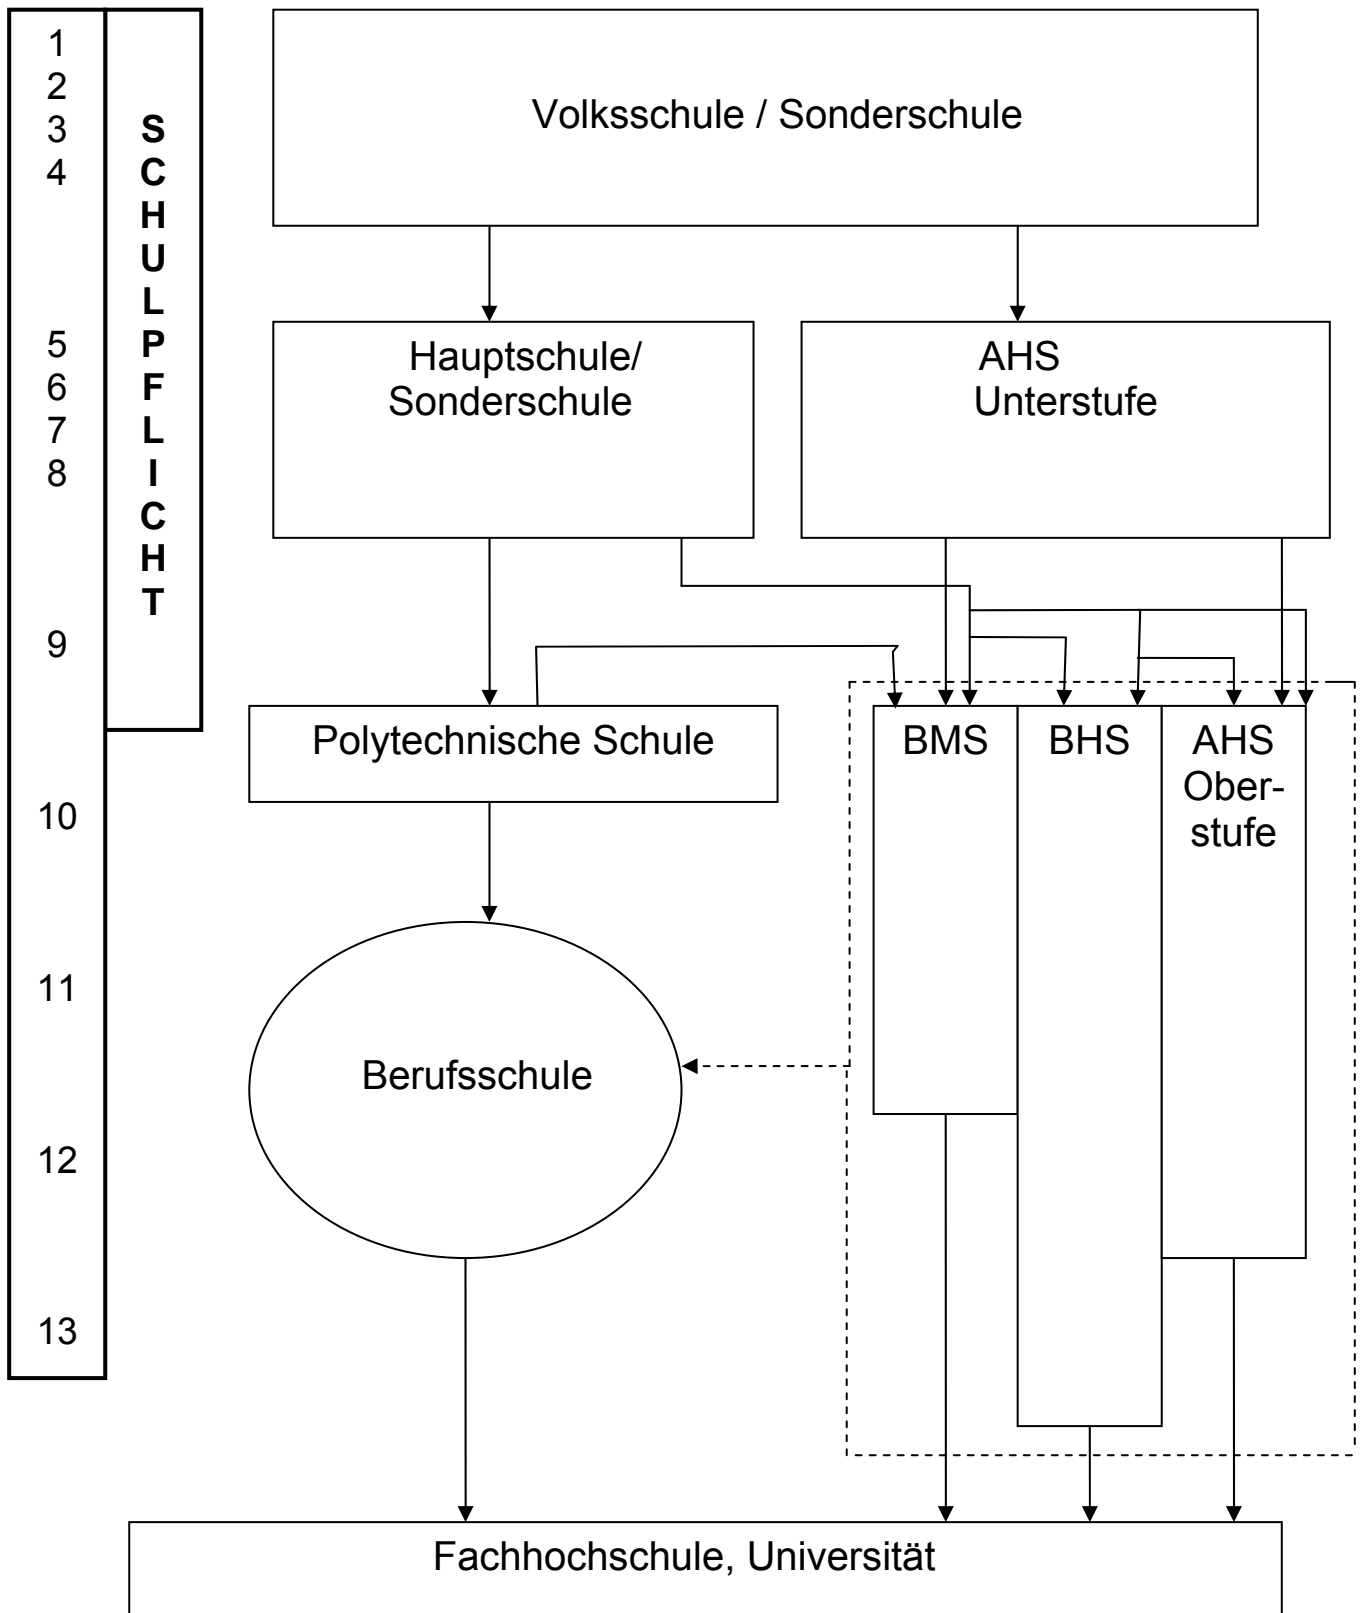 1
2
3
4
5
6
7
8
9
10
11
12
13
S
C
H
U
L
P
F
L
I
C
H
T
Volksschule / Sonderschule
Hauptschule/
Sonderschule
AHS
Unterstufe
Polytechnische Schule
BMS
BHS
AHS
Ober-
stufe
Berufsschule
Fachhochschule, Universität